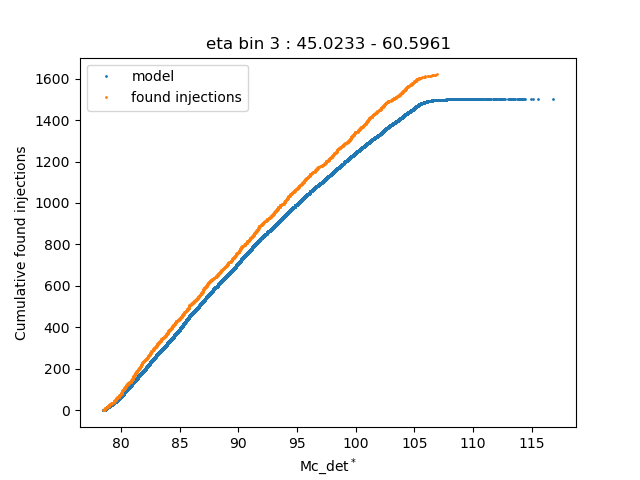 eta bin 3 : 45.0233 - 60.5961
model
found injections
Cumulative found injections
1600
1400
1200
1000
800
600
400
200
0
80 85 90 95 100 105 110 115
Mc_det*